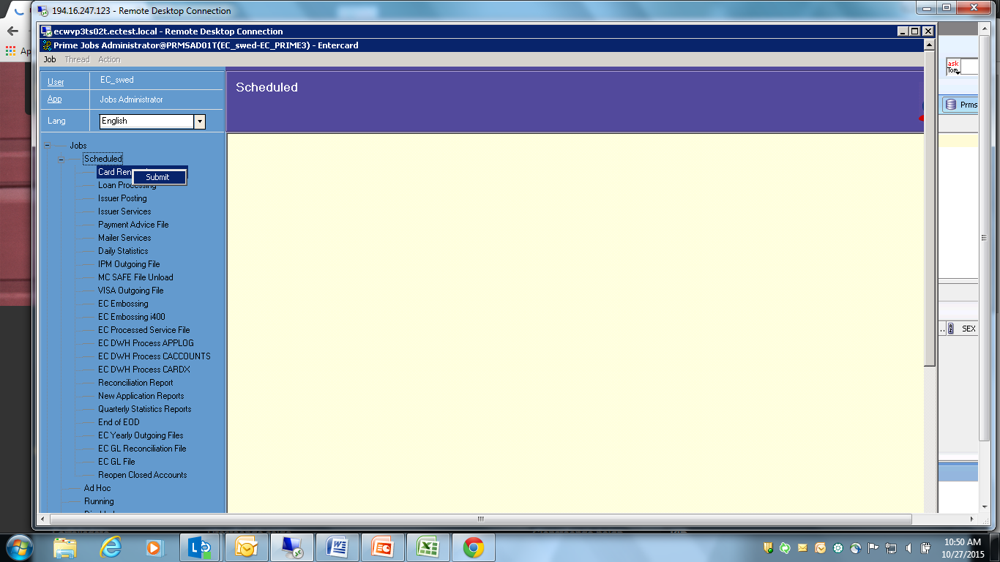 194.16.247.123 - Remote Desktop Connection
ecwvp3ts02t.ectest.local - Remote Desktop Connection
Prime Jobs Administrator@PRMSAD01T(EC_swed-EC_PRIME3) - Entercard
Job Thread Action
User EC_swed
App Jobs Administrator
Lang English
Scheduled
ask
Tom
Prms
Jobs
Scheduled
Card Ren
Submit
Loan Processing
Issuer Posting
Issuer Services
Payment Advice File
Mailer Services
Daily Statistics
IPM Outgoing File
MC SAFE File Unload
VISA Outgoing File
EC Embossing
EC Embossing i400
EC Processed Service File
EC DWH Process APPLOG
EC DWH Process CACCOUNTS
EC DWH Process CARDX
Reconciliation Report
New Application Reports
Quarterly Statistics Reports
End of EOD
EC Yearly Outgoing Files
EC GL Reconciliation File
EC GL File
Reopen Closed Accounts
Ad Hoc
Running
SEX
Ap
10:50 AM
10/27/2015